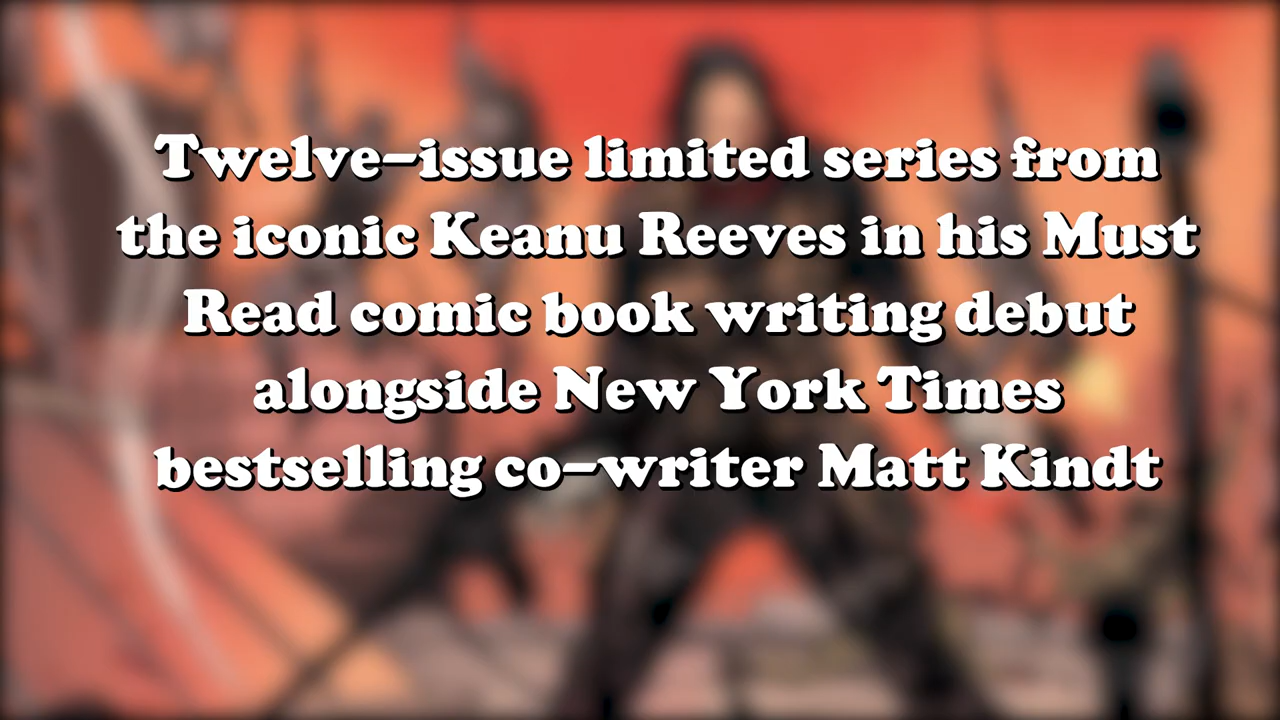 Twelve-issue limited series from
the iconic Keanu Reeves in his Must
Read comic book writing debut
alongside New York Times
bestselling co-writer Matt Kindt